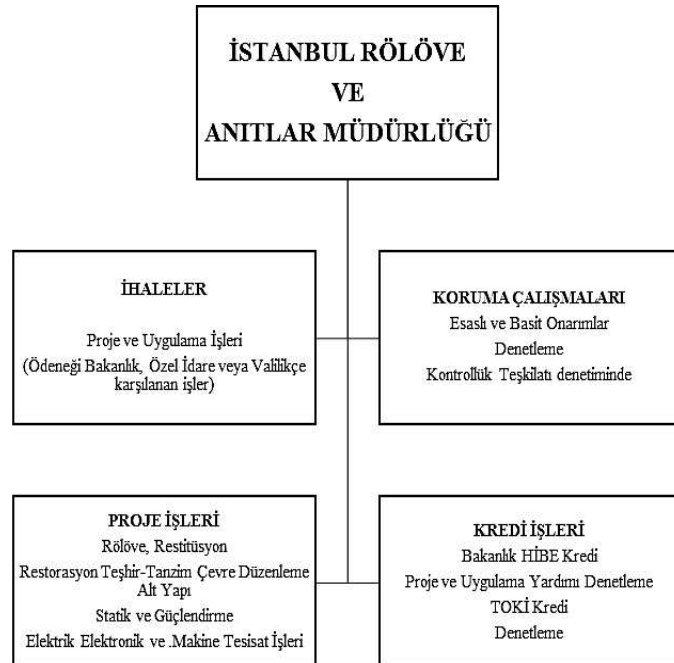 İSTANBUL RÖLÖVE
VE
ANITLAR MÜDÜRLÜĞÜ
İHALELER
Proje ve Uygulama İşleri
(Ödeneği Bakanlık, Özel İdare veya Valilikçe
karşılanan işler)
KORUMA ÇALIŞMALARI
Esaslı ve Basit Onarımlar
Denetleme
Kontrollük Teşkilatı denetiminde
PROJE İŞLERİ
Rölöve, Restitüsyon
Restorasyon Teşhir-Tanzim Çevre Düzenleme
Alt Yapı
Statik ve Güçlendirme
Elektrik Elektronik ve .Makine Tesisat İşleri
KREDİ İŞLERİ
Bakanlık HİBE Kredi
Proje ve Uygulama Yardımı Denetleme
TOKİ Kredi
Denetleme